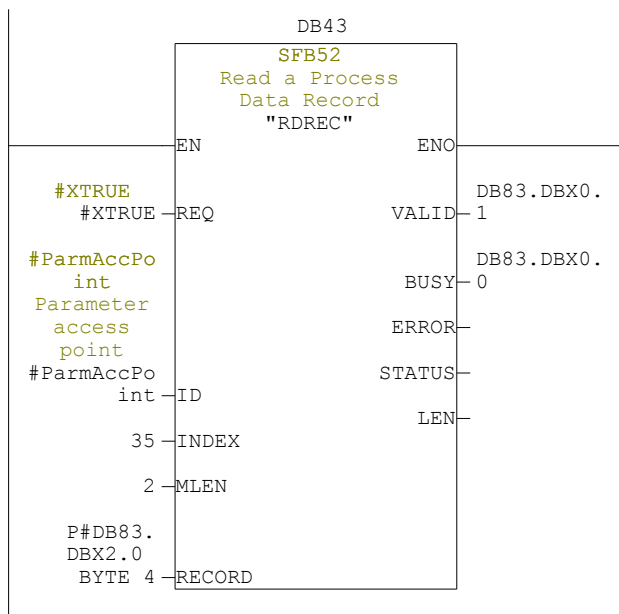 DB43
SFB52
Read a Process
Data Record
"RDREC"
EN
ENO
#XTRUE
#XTRUE
REQ
DB83.DBX0.
VALID
1
#ParmAccPo
int
Parameter
access
point
#ParmAccPo
int
ID
DB83.DBX0.
BUSY
0
ERROR
STATUS
LEN
35
INDEX
2
MLEN
P#DB83.
DBX2.0
BYTE 4
RECORD